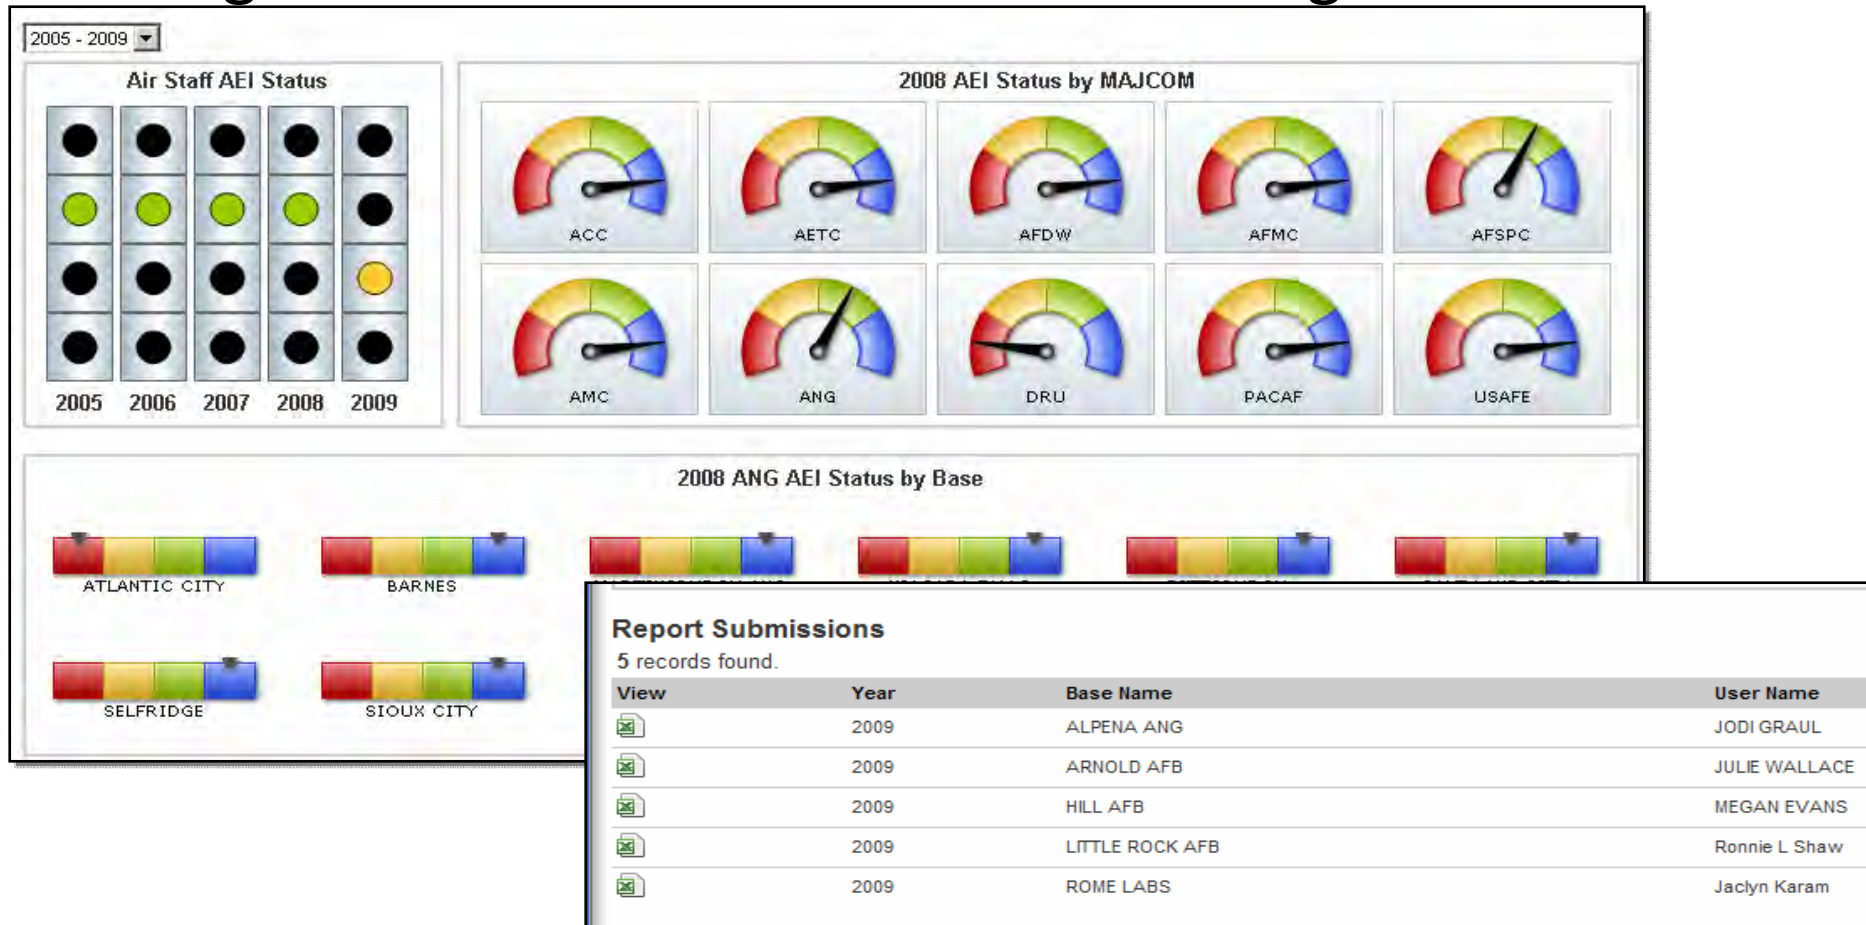 2005 - 2009
Air Staff AEI Status
2005 2006 2007 2008 2009
2008 AEI Status by MAJCOM
ACC AETC AFDW AFMC AFSPC
AMC ANG DRU PACAF USAFE
2008 ANG AEI Status by Base
ATLANTIC CITY BARNES
SELFRIDGE SIOUX CITY
Report Submissions
5 records found.
View Year Base Name User Name
2009 ALPENA ANG JODI GRAUL
2009 ARNOLD AFB JULIE WALLACE
2009 HILL AFB MEGAN EVANS
2009 LITTLE ROCK AFB Ronnie L Shaw
2009 ROME LABS Jaclyn Karam